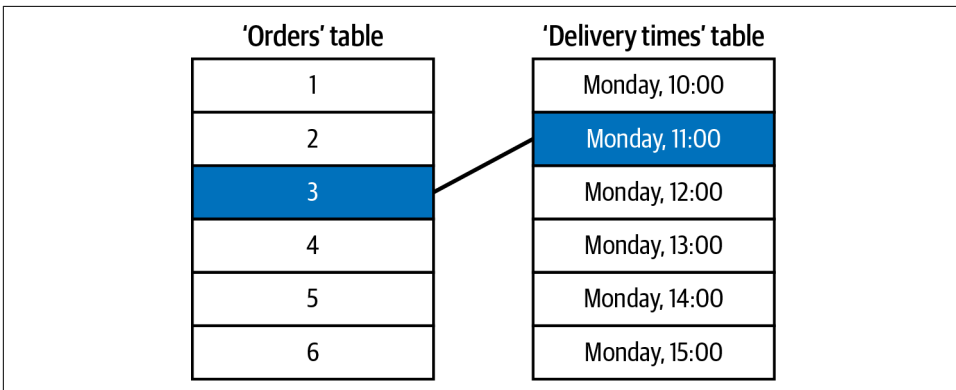 ‘Orders’ table
1
2
3
4
5
6
‘Delivery times’ table
Monday, 10:00
Monday, 11:00
Monday, 12:00
Monday, 13:00
Monday, 14:00
Monday, 15:00